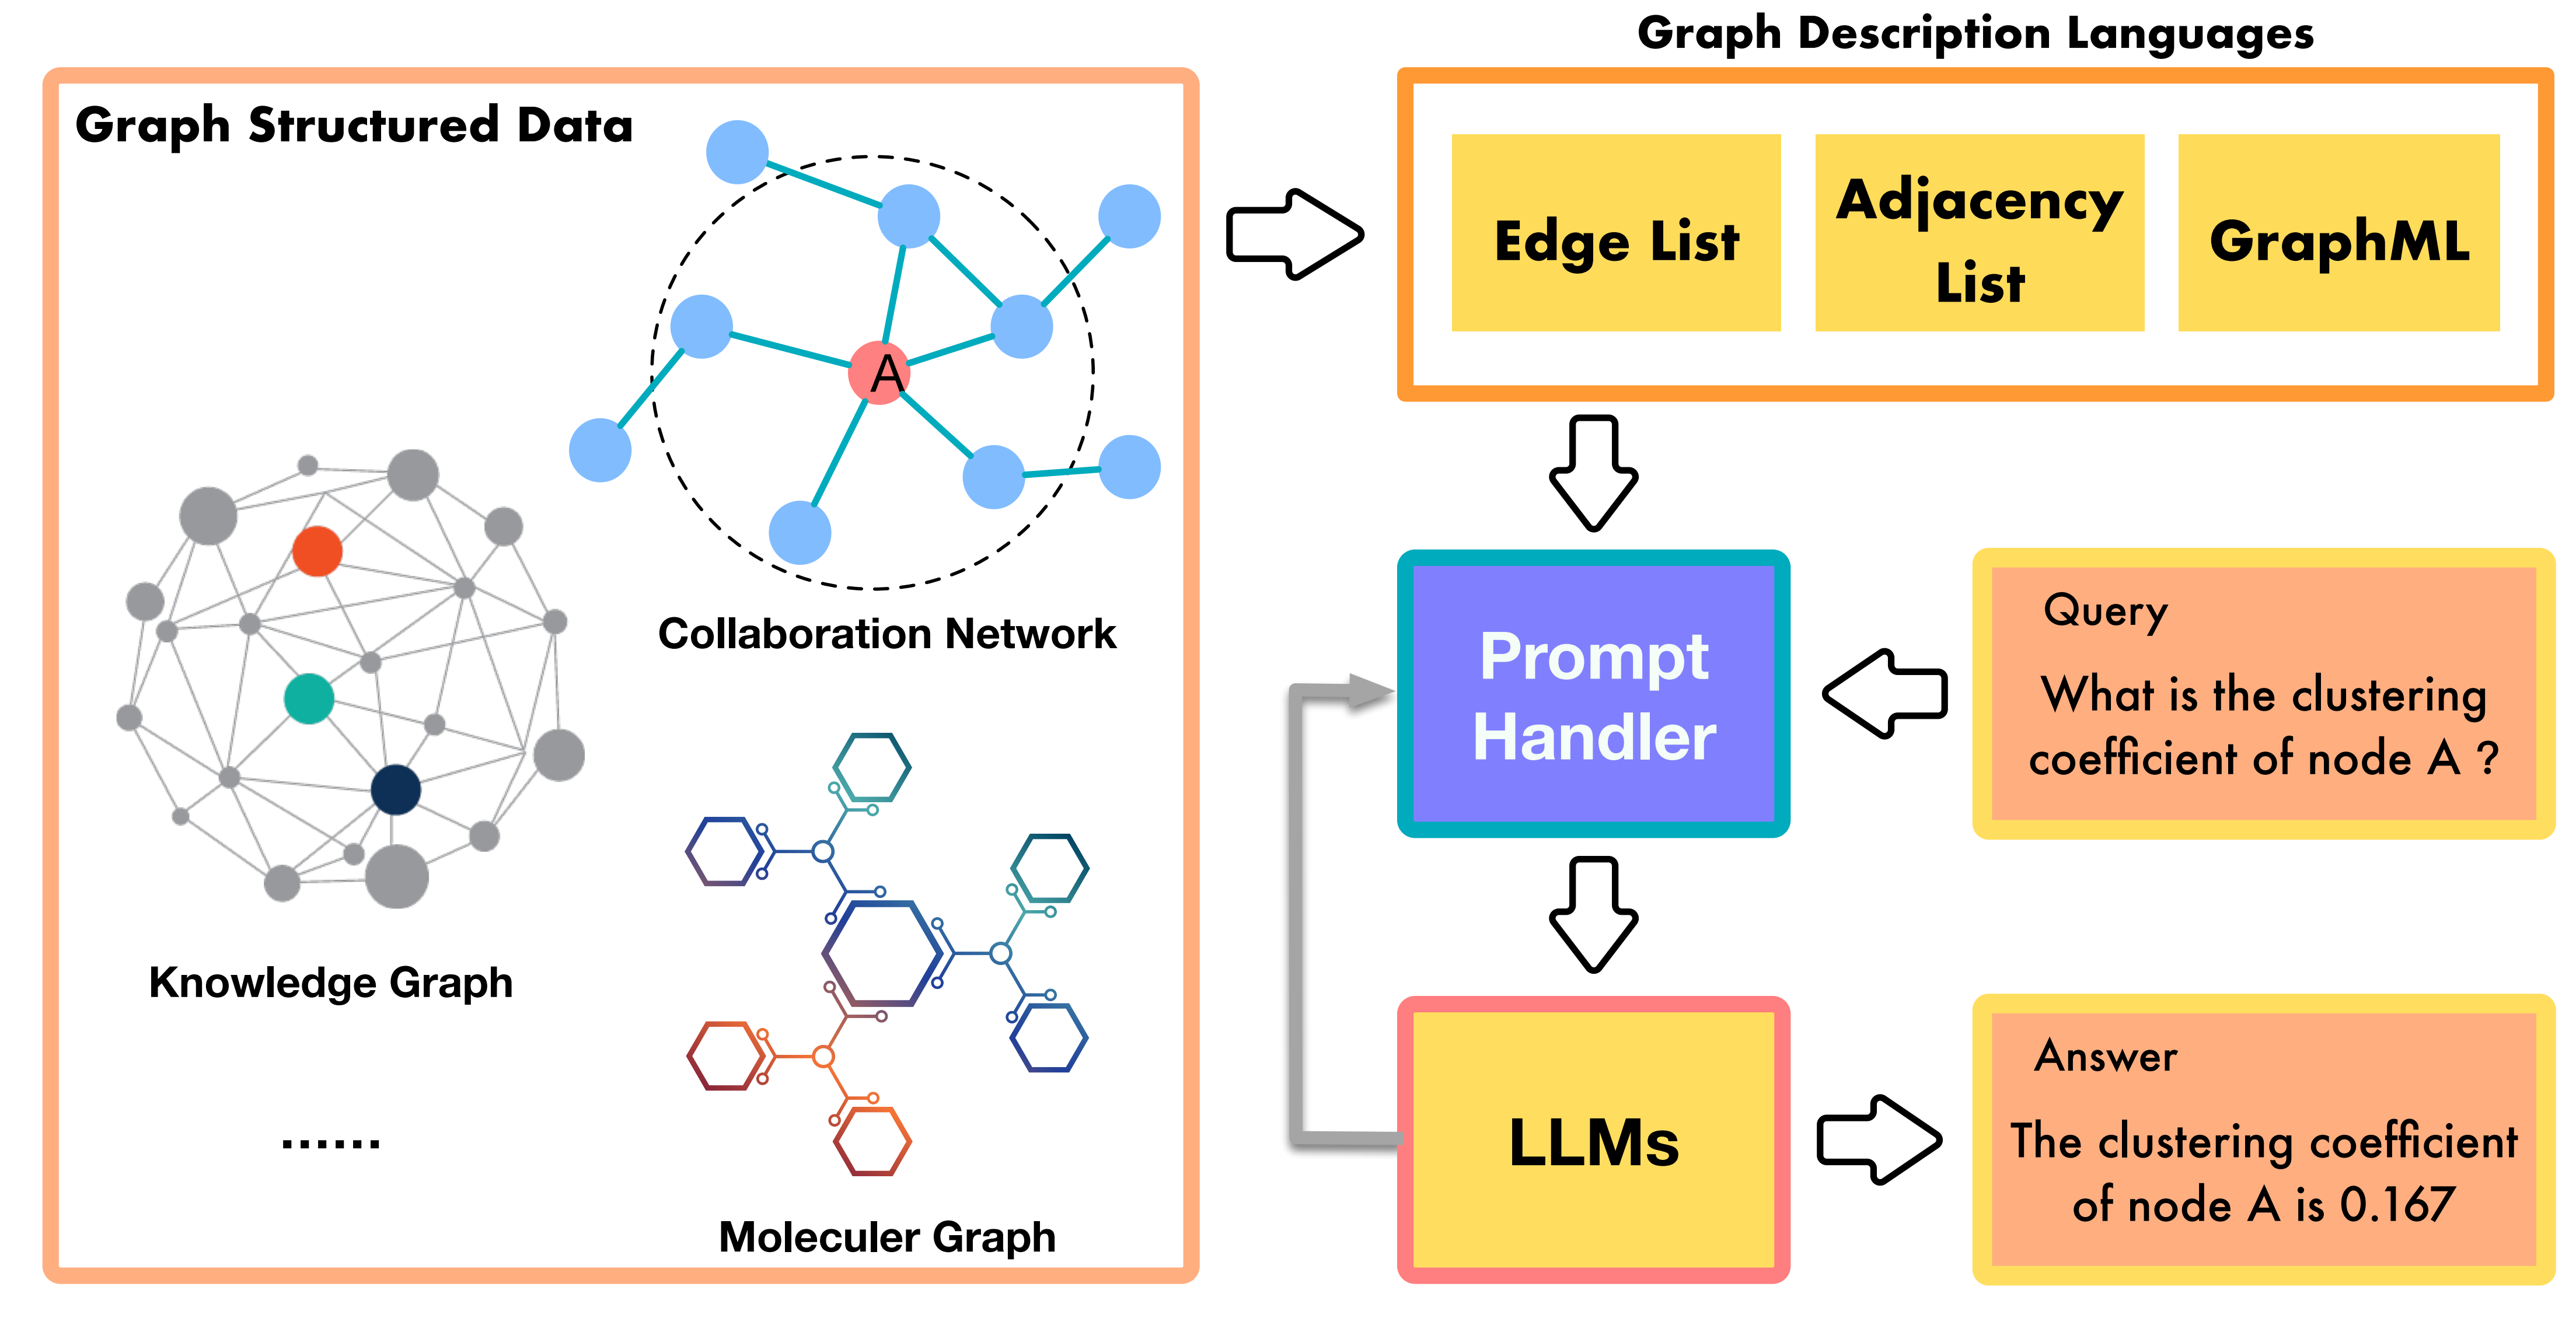 Graph Description Languages
Graph Structured Data
A
Collaboration Network
Knowledge Graph
......
Moleculer Graph
Edge List
Adjacency
List
GraphML
Prompt
Handler
Query
What is the clustering
coefficient of node A ?
LLMs
Answer
The clustering coefficient
of node A is 0.167